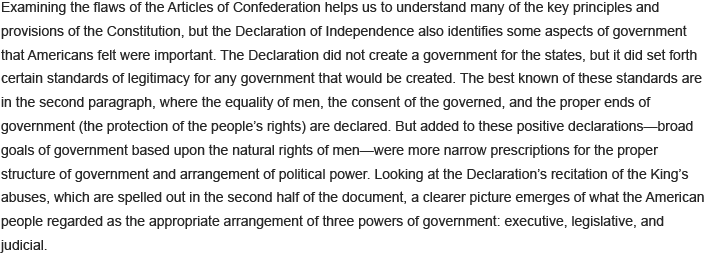 Examining the flaws of the Articles of Confederation helps us to understand many of the key principles and
provisions of the Constitution, but the Declaration of Independence also identifies some aspects of government
that Americans felt were important. The Declaration did not create a government for the states, but it did set forth
certain standards of legitimacy for any government that would be created. The best known of these standards are
in the second paragraph, where the equality of men, the consent of the governed, and the proper ends of
government (the protection of the people’s rights) are declared. But added to these positive declarations—broad
goals of government based upon the natural rights of men—were more narrow prescriptions for the proper
structure of government and arrangement of political power. Looking at the Declaration’s recitation of the King’s
abuses, which are spelled out in the second half of the document, a clearer picture emerges of what the American
people regarded as the appropriate arrangement of three powers of government: executive, legislative, and
judicial.